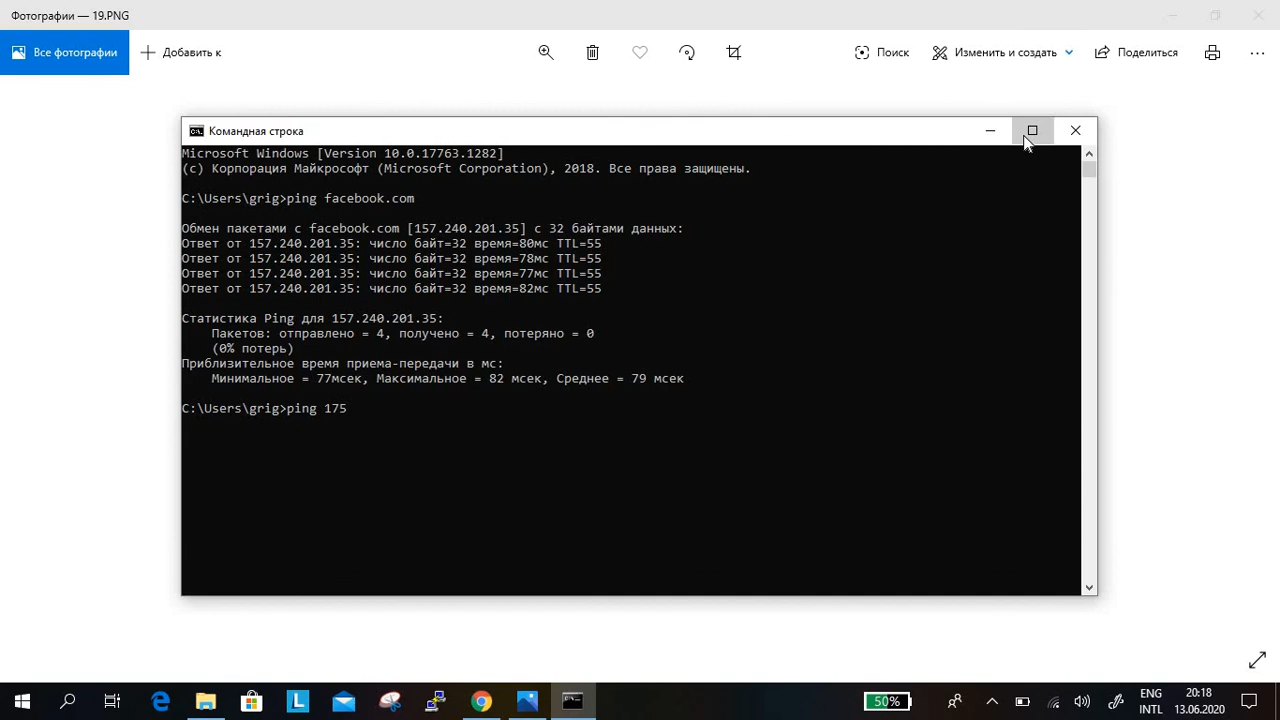 Фотографии — 19.PNG
Все фотографии
Добавить к
Поиск
Изменить и создать
Поделиться
Командная строка
Microsoft Windows [Version 10.0.17763.1282]
(c) Корпорация Майкрософт (Microsoft Corporation), 2018. Все права защищены.
C:\Users\grig>ping facebook.com
Обмен пакетами с facebook.com [157.240.201.35] с 32 байтами данных:
Ответ от 157.240.201.35: число байт=32 время=80мс TTL=55
Ответ от 157.240.201.35: число байт=32 время=78мс TTL=55
Ответ от 157.240.201.35: число байт=32 время=77мс TTL=55
Ответ от 157.240.201.35: число байт=32 время=82мс TTL=55
Статистика Ping для 157.240.201.35:
Пакетов: отправлено = 4, получено = 4, потеряно = 0
(0% потерь)
Приблизительное время приема-передачи в мс:
Минимальное = 77мсек, Максимальное = 82 мсек, Среднее = 79 мсек
C:\Users\grig>ping 175
L
50%
ENG
INTL
20:18
13.06.2020